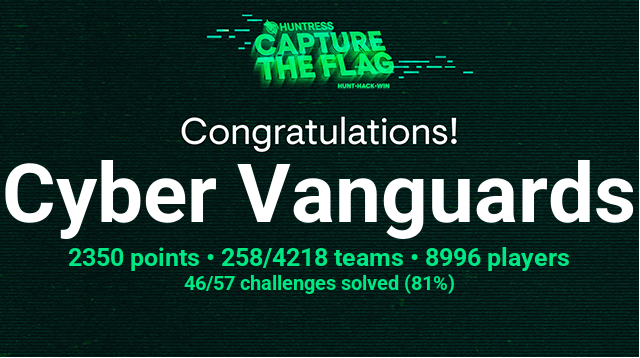 HUNTRESS
CAPTURE
THE FLAG
HUNT•HACK•WIN
Congratulations!
Cyber Vanguards
2350 points • 258/4218 teams • 8996 players
46/57 challenges solved (81%)